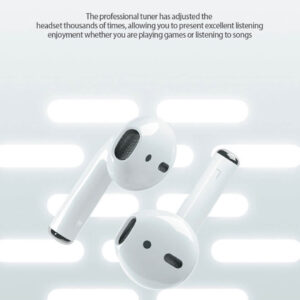 The professional tuner has adjusted the
headset thousands of times, allowing you to present excellent listening
enjoyment whether you are playing games or listening to songs